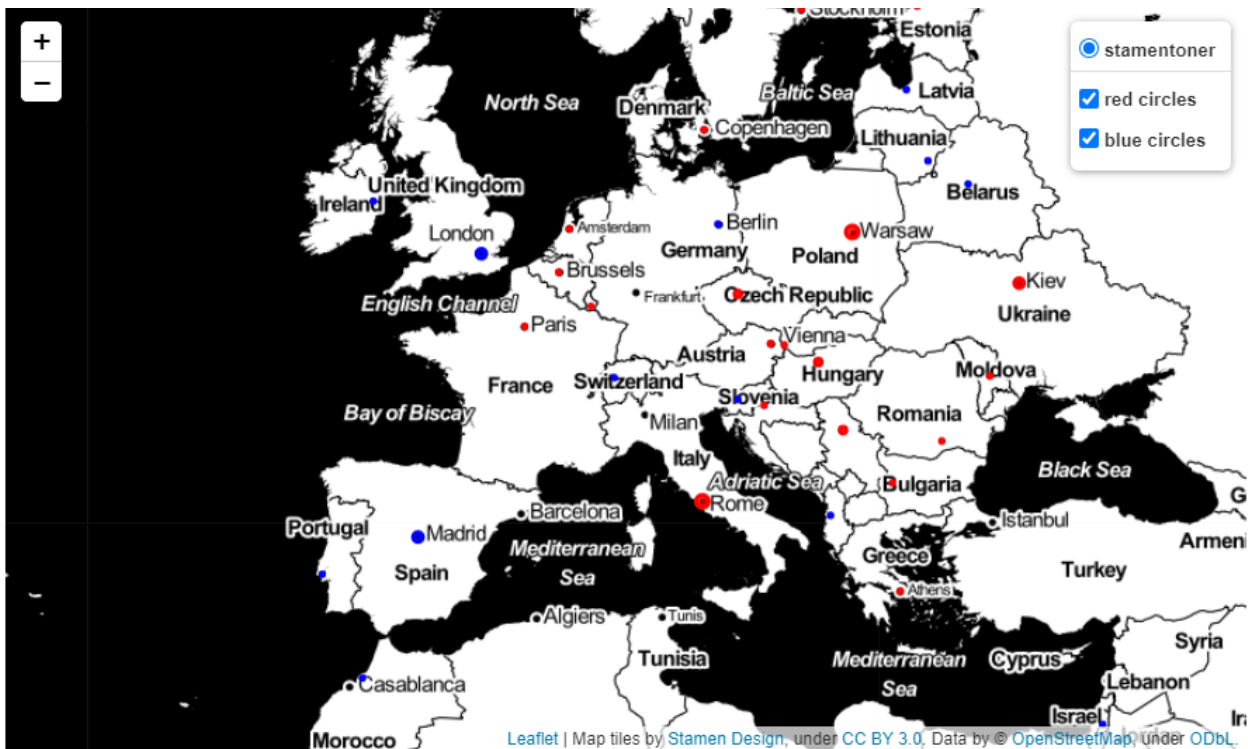 +
−
stamentoner
red circles
blue circles
Stockholm
Estonia
North Sea
Baltic Sea
Latvia
Denmark
Copenhagen
Lithuania
United Kingdom
Belarus
Ireland
London
Amsterdam
Berlin
Warsaw
Germany
Poland
Brussels
Kiev
Frankfurt
Czech Republic
English Channel
Ukraine
Paris
Vienna
Austria
Moldova
Hungary
Switzerland
France
Slovenia
Bay of Biscay
Romania
Milan
Italy
Black Sea
Adriatic Sea
Bulgaria
G
Rome
Barcelona
Istanbul
Portugal
Madrid
Armeni
Mediterranean
Sea
Greece
Spain
Turkey
Athens
Algiers
Tunis
Syria
Tunisia
Mediterranean
Sea
Cyprus
Lebanon
Casablanca
Israel
Ira
Morocco
Leaflet | Map tiles by Stamen Design, under CC BY 3.0. Data by © OpenStreetMap, under ODbL.